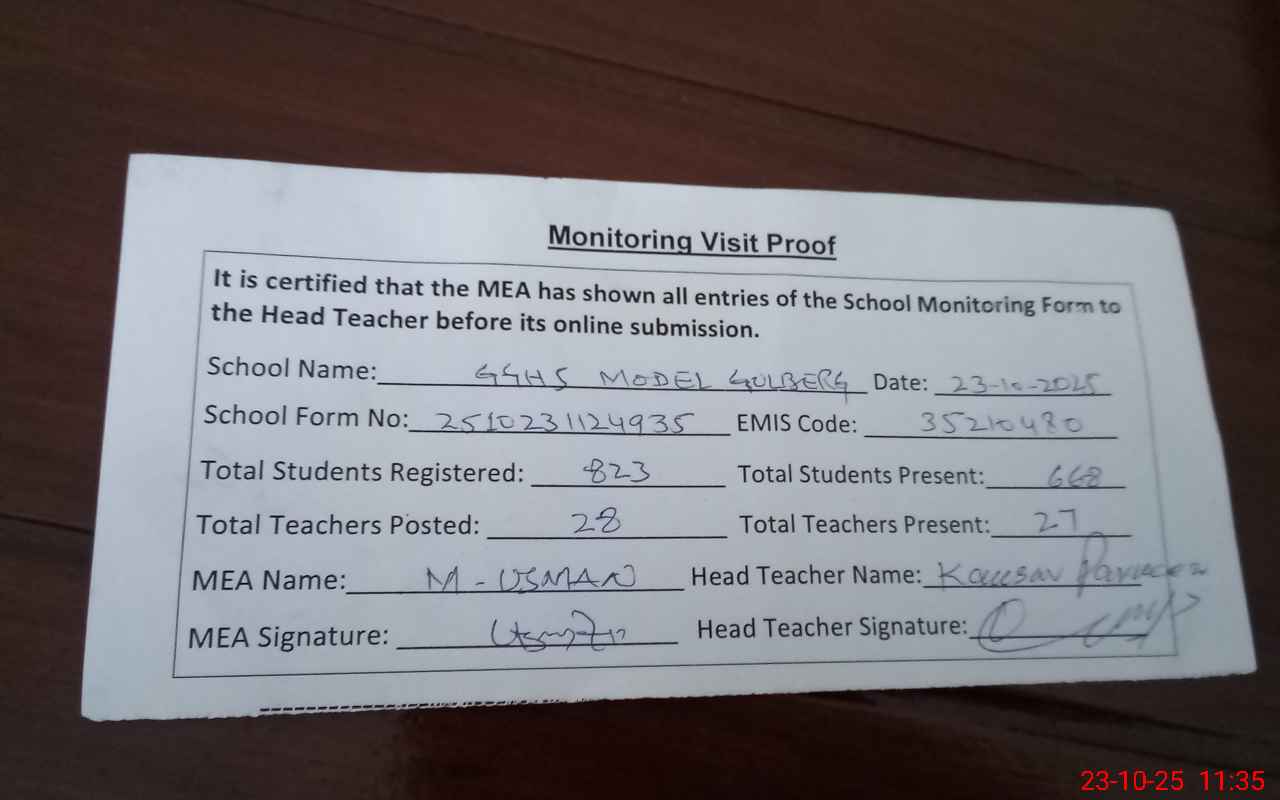 Monitoring Visit Proof
It is certified that the MEA has shown all entries of the School Monitoring Form to
the Head Teacher before its online submission.
School Name: GGHS MODEL GULBERG Date: 23-10-2025
School Form No: 2510231124935 EMIS Code: 35210480
Total Students Registered: 823 Total Students Present: 668
Total Teachers Posted: 28 Total Teachers Present: 27
MEA Name: M-USMAN Head Teacher Name: Kousar Parveen
MEA Signature: Head Teacher Signature:
23-10-25 11:35